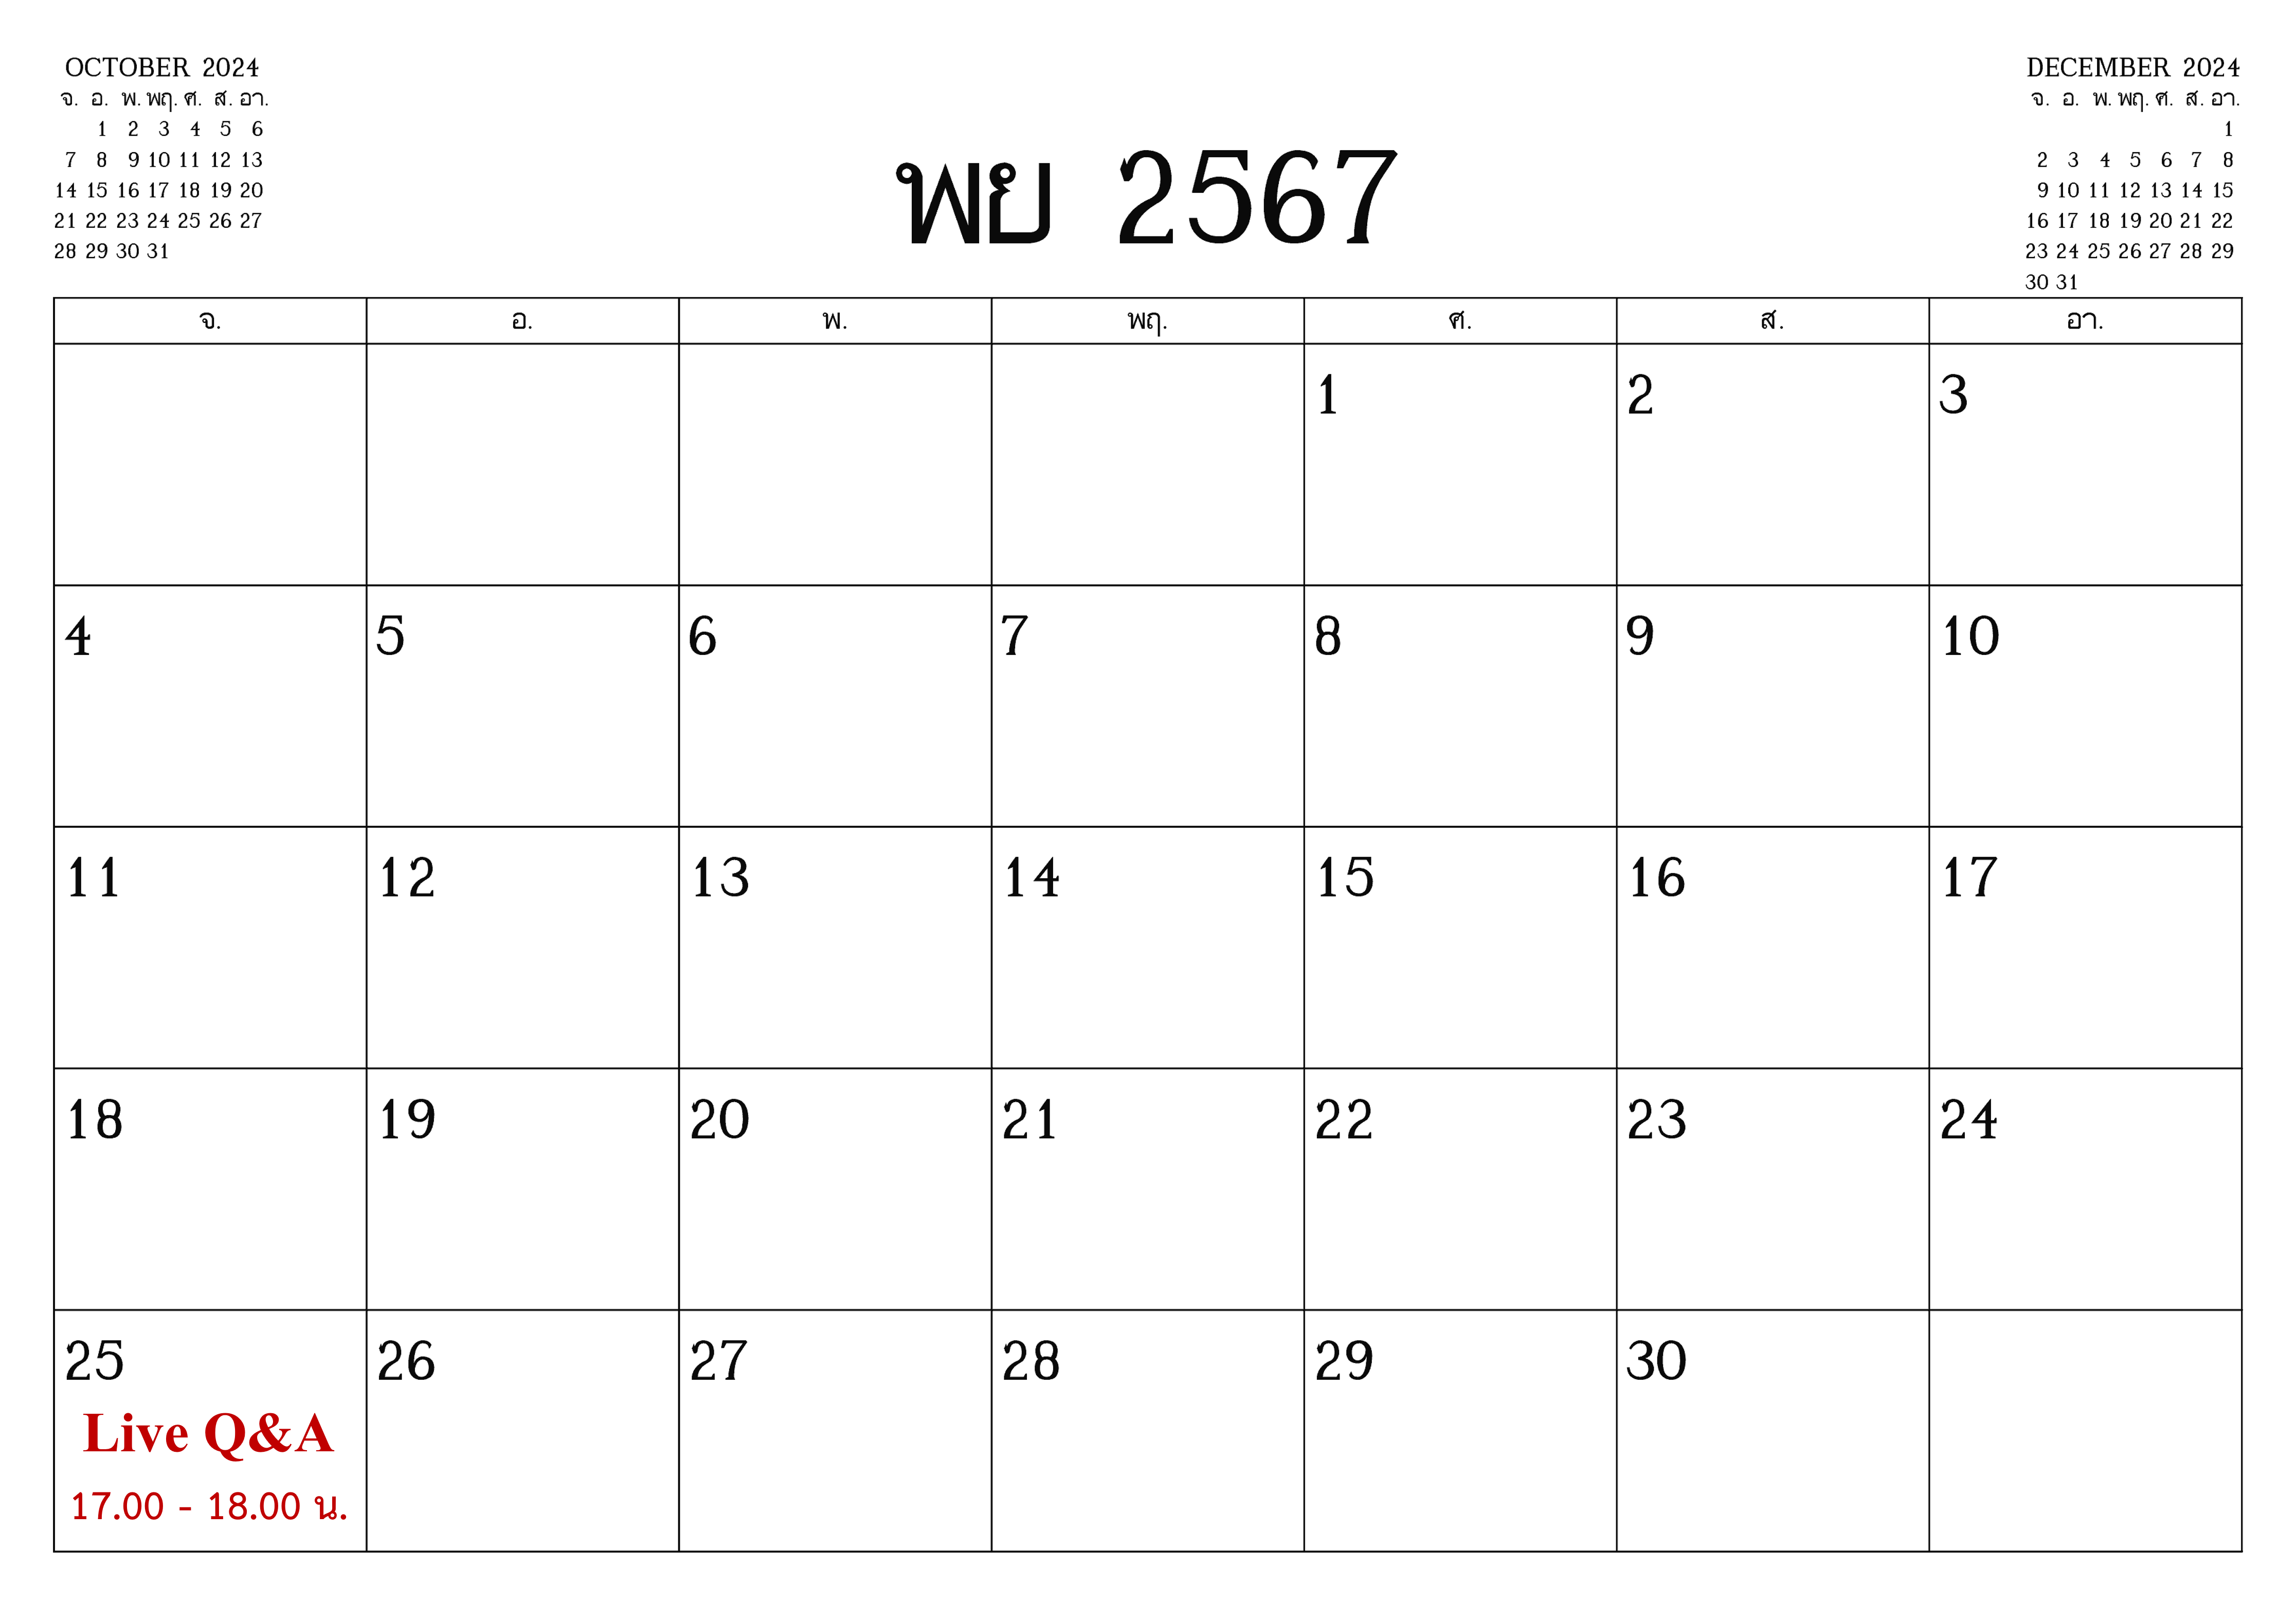 OCTOBER 2024
จ. อ. พ. พฤ. ศ. ส. อา.
1 2 3 4 5 6
7 8 9 10 11 12 13
14 15 16 17 18 19 20
21 22 23 24 25 26 27
28 29 30 31
พย 2567
DECEMBER 2024
จ. อ. พ. พฤ. ศ. ส. อา.
1
2 3 4 5 6 7 8
9 10 11 12 13 14 15
16 17 18 19 20 21 22
23 24 25 26 27 28 29
30 31
จ. อ. พ. พฤ. ศ. ส. อา.
1 2 3
4 5 6 7 8 9 10
11 12 13 14 15 16 17
18 19 20 21 22 23 24
25 26 27 28 29 30
Live Q&A
17.00 - 18.00 น.